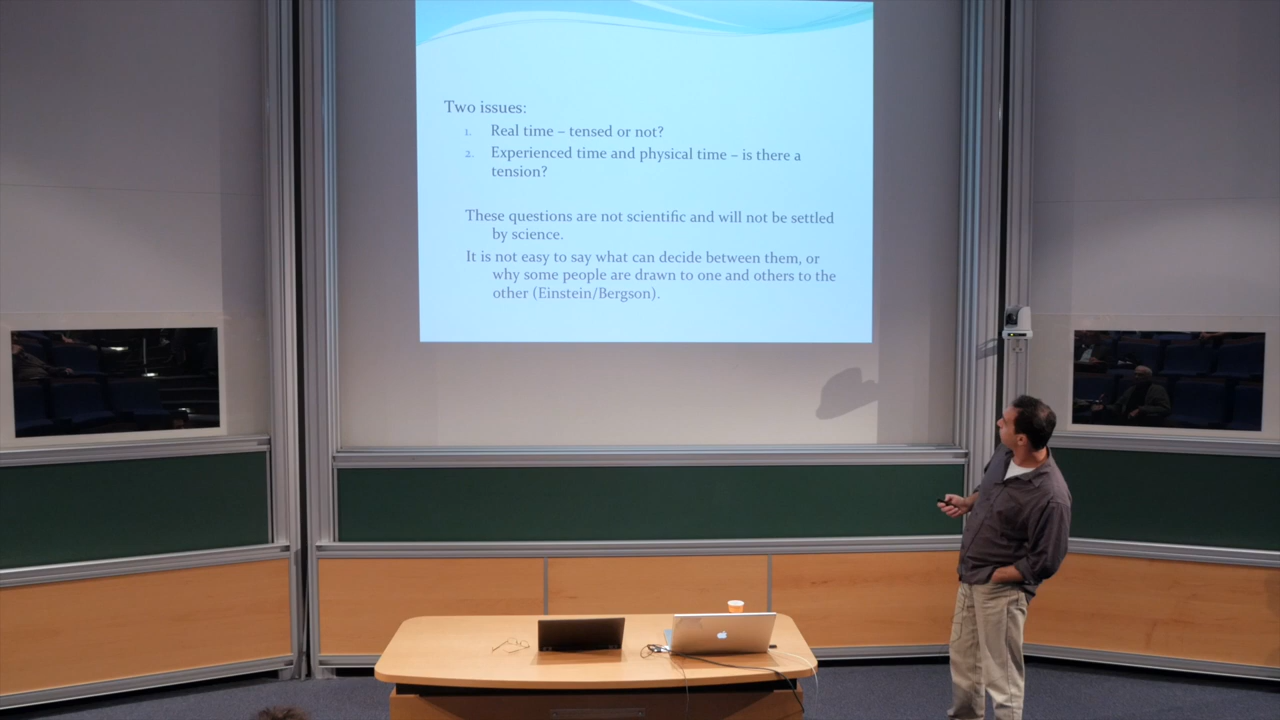 Two issues:
1. Real time – tensed or not?
2. Experienced time and physical time – is there a
tension?
These questions are not scientific and will not be settled
by science.
It is not easy to say what can decide between them, or
why some people are drawn to one and others to the
other (Einstein/Bergson).